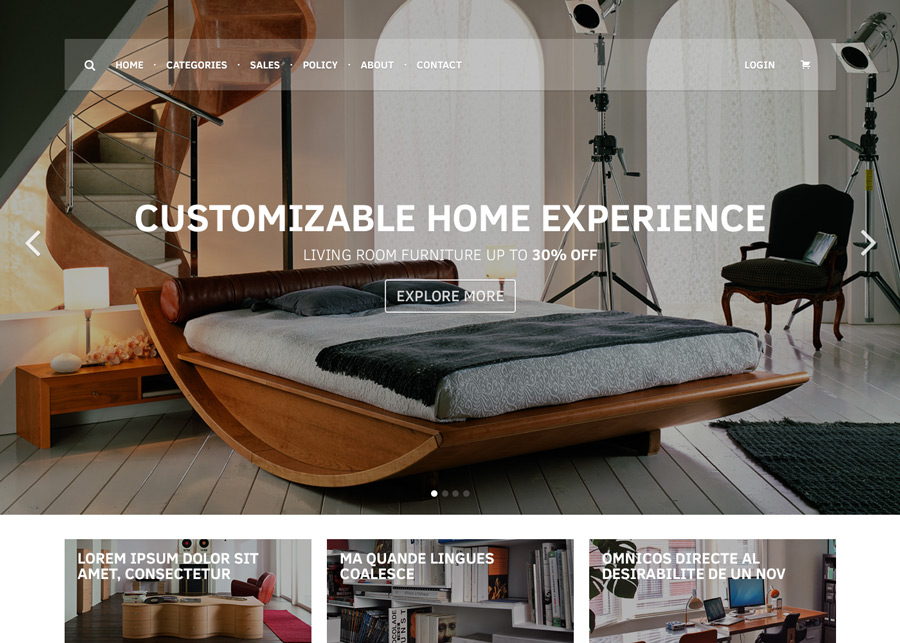 HOME · CATEGORIES · SALES · POLICY · ABOUT · CONTACT LOGIN
CUSTOMIZABLE HOME EXPERIENCE
LIVING ROOM FURNITURE UP TO 30% OFF
EXPLORE MORE
LOREM IPSUM DOLOR SIT
AMET, CONSECTETUR
MA QUANDE LINGUES
COALESCE
OMNICOS DIRECTE AL
DESIRABILITE DE UN NOV